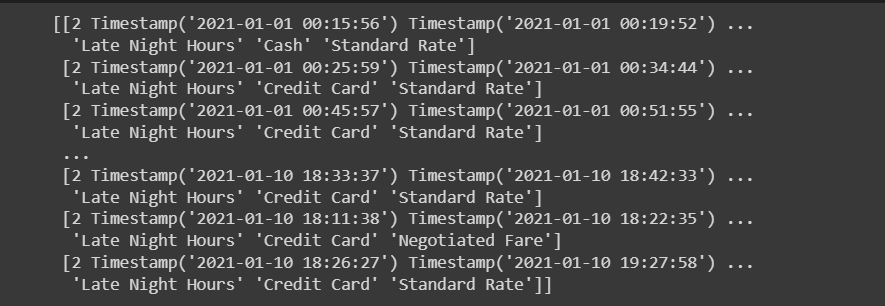 [[2 Timestamp('2021-01-01 00:15:56') Timestamp('2021-01-01 00:19:52') ...
'Late Night Hours' 'Cash' 'Standard Rate']
[2 Timestamp('2021-01-01 00:25:59') Timestamp('2021-01-01 00:34:44') ...
'Late Night Hours' 'Credit Card' 'Standard Rate']
[2 Timestamp('2021-01-01 00:45:57') Timestamp('2021-01-01 00:51:55') ...
'Late Night Hours' 'Credit Card' 'Standard Rate']
...
[2 Timestamp('2021-01-10 18:33:37') Timestamp('2021-01-10 18:42:33') ...
'Late Night Hours' 'Credit Card' 'Standard Rate']
[2 Timestamp('2021-01-10 18:11:38') Timestamp('2021-01-10 18:22:35') ...
'Late Night Hours' 'Credit Card' 'Negotiated Fare']
[2 Timestamp('2021-01-10 18:26:27') Timestamp('2021-01-10 19:27:58') ...
'Late Night Hours' 'Credit Card' 'Standard Rate']]